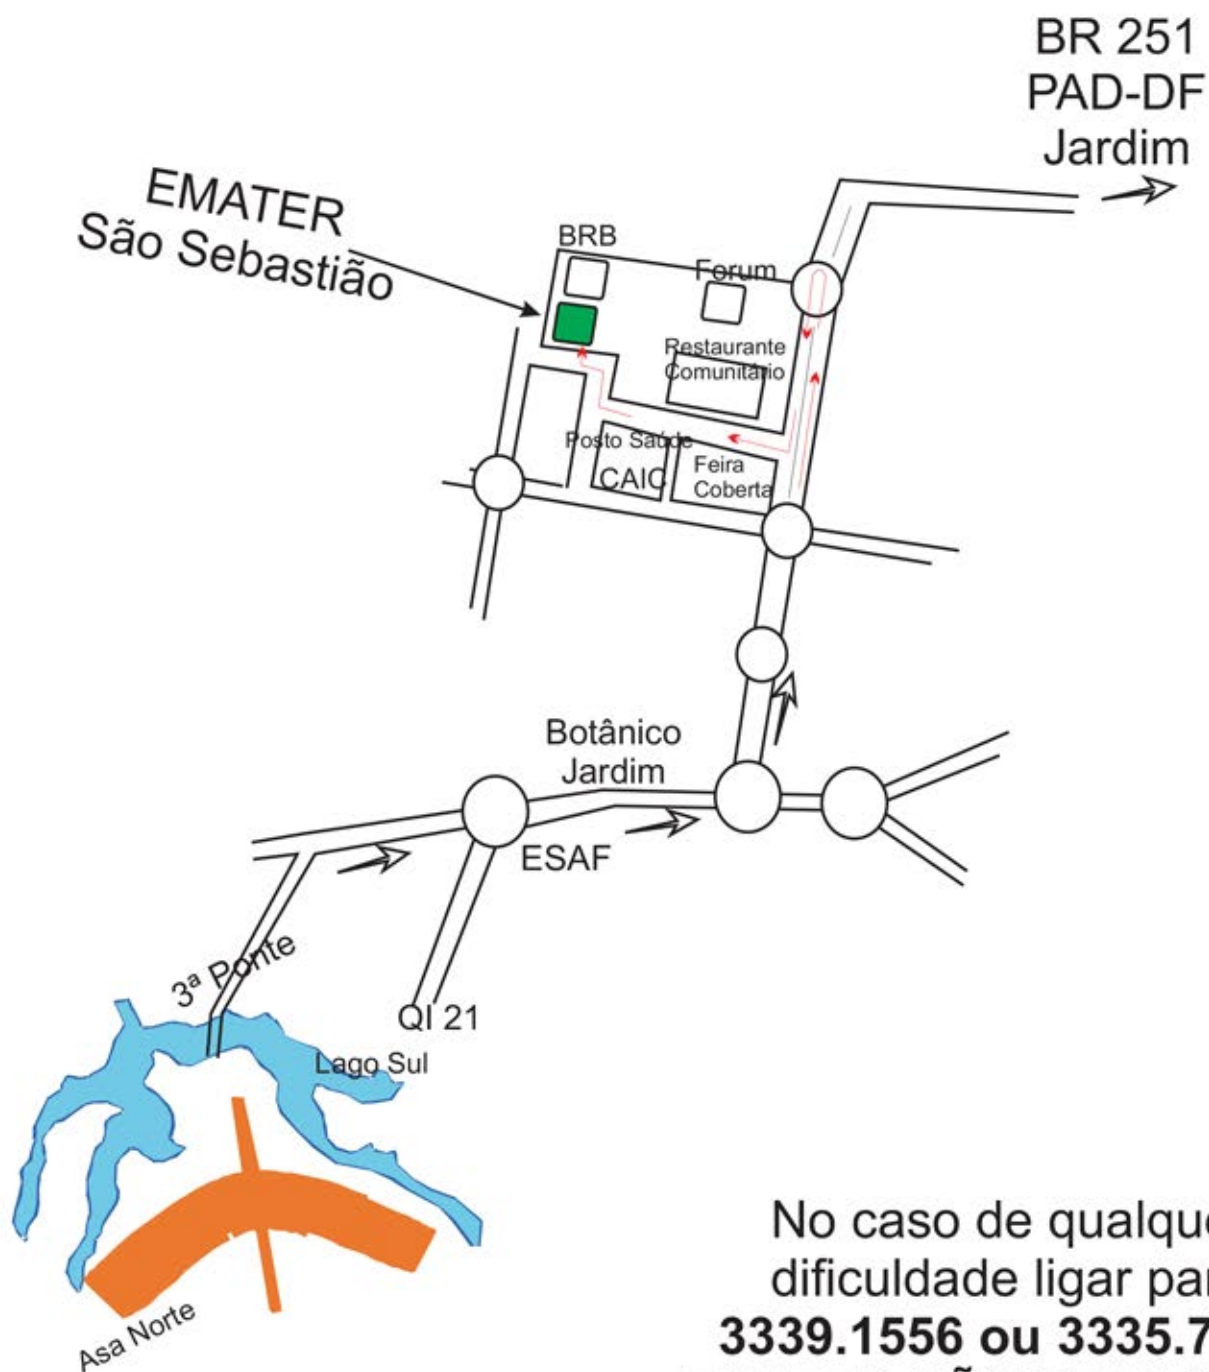 BR 251
PAD-DF
Jardim
EMATER
São Sebastião
BRB
Forum
Restaurante
Comunitário
Posto Saúde
CAIC
Feira
Coberta
Botânico
Jardim
ESAF
3ª Ponte
QI 21
Lago Sul
Asa Norte
No caso de qualque
dificuldade ligar par
3339.1556 ou 3335.7